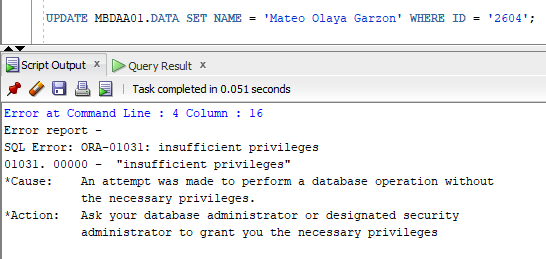 UPDATE MBDAA01.DATA SET NAME = 'Mateo Olaya Garzon' WHERE ID = '2604';
Script Output x Query Result x
Task completed in 0.051 seconds
Error at Command Line : 4 Column : 16
Error report -
SQL Error: ORA-01031: insufficient privileges
01031. 00000 -  "insufficient privileges"
*Cause:    An attempt was made to perform a database operation without
           the necessary privileges.
*Action:   Ask your database administrator or designated security
           administrator to grant you the necessary privileges